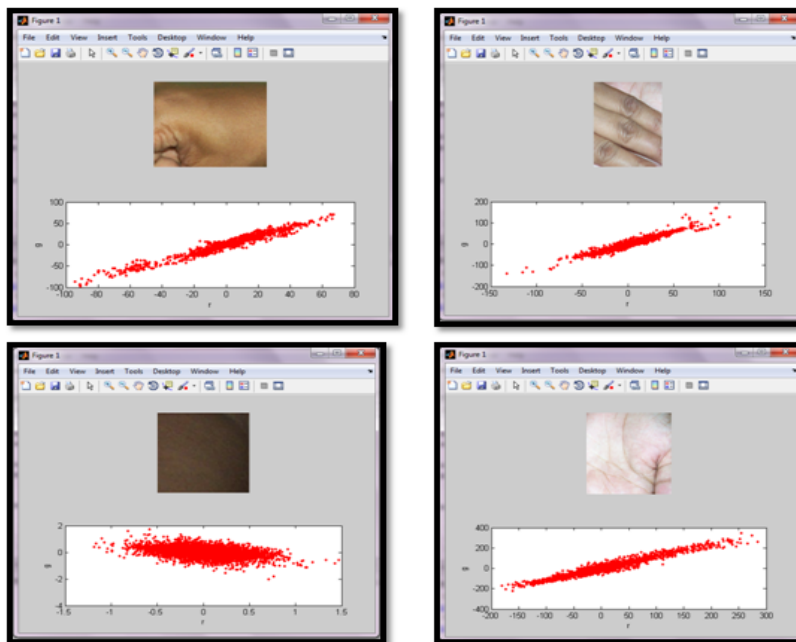 Figure 1
File Edit View Insert Tools Desktop Window Help
100
50
0
-50
-100
g
-100 -80 -60 -40 -20 0 20 40 60 80
r
Figure 1
File Edit View Insert Tools Desktop Window Help
200
100
0
-100
-200
g
-150 -100 -50 0 50 100 150
r
Figure 1
File Edit View Insert Tools Desktop Window Help
2
0
-2
-4
g
-1.5 -1 -0.5 0 0.5 1 1.5
r
Figure 1
File Edit View Insert Tools Desktop Window Help
400
200
0
-200
-400
g
-200 -150 -100 -50 0 50 100 150 200 250 300
r